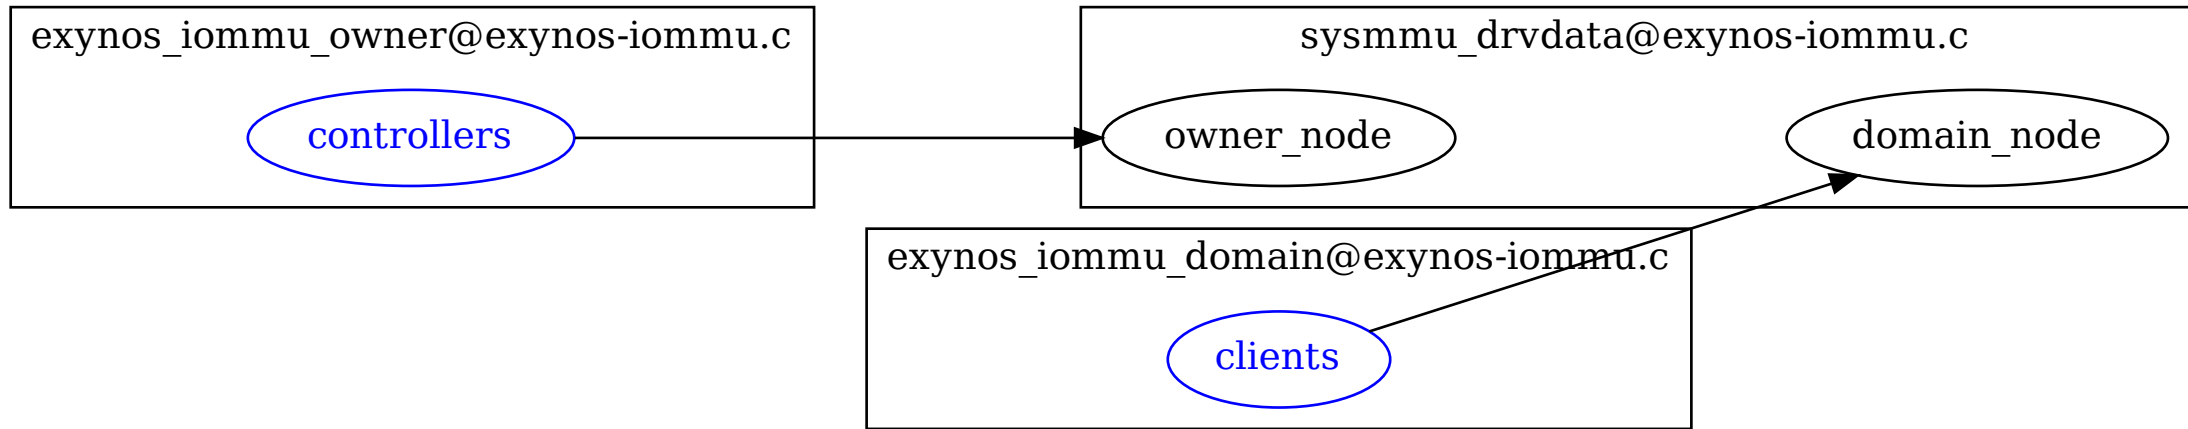 exynos_iommu_owner@exynos-iommu.c
sysmmu_drvdata@exynos-iommu.c
controllers
owner_node
domain_node
exynos_iommu_domain@exynos-iommu.c
clients